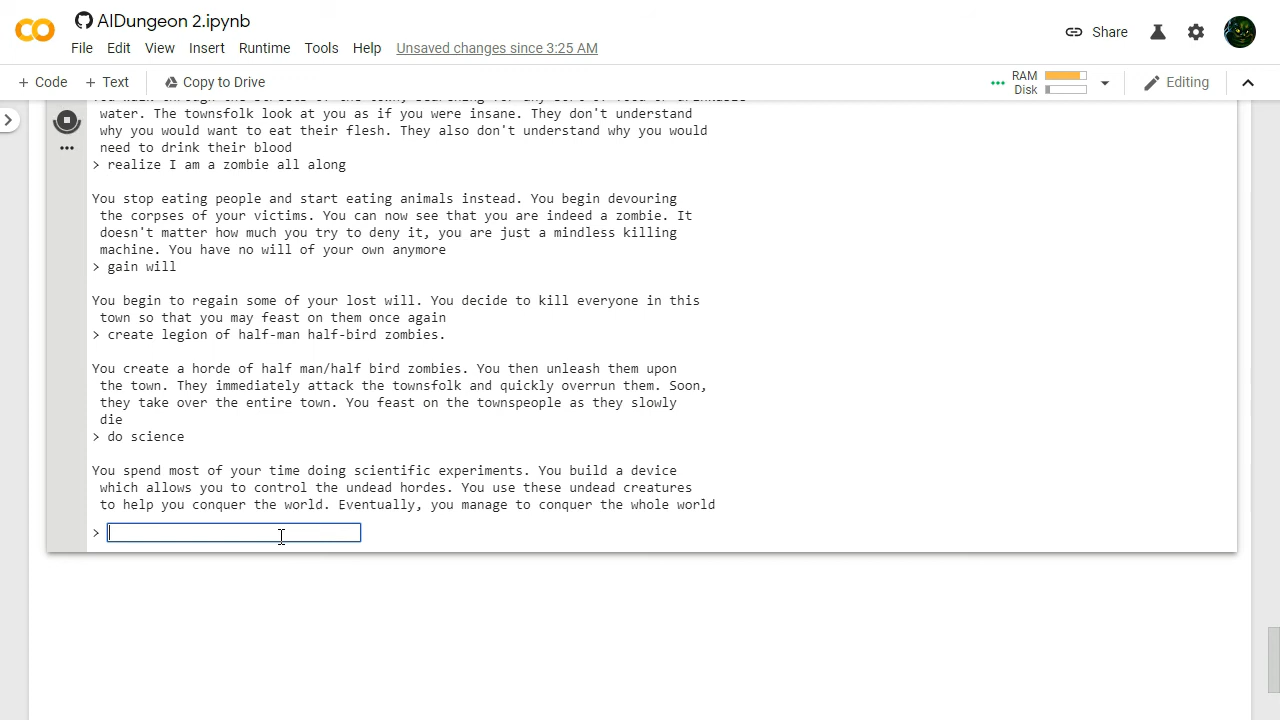 AIDungeon 2.ipynb
File Edit View Insert Runtime Tools Help Unsaved changes since 3:25 AM
Share
+ Code + Text Copy to Drive
RAM
Disk
Editing
water. The townsfolk look at you as if you were insane. They don't understand
why you would want to eat their flesh. They also don't understand why you would
need to drink their blood
> realize I am a zombie all along
You stop eating people and start eating animals instead. You begin devouring
the corpses of your victims. You can now see that you are indeed a zombie. It
doesn't matter how much you try to deny it, you are just a mindless killing
machine. You have no will of your own anymore
> gain will
You begin to regain some of your lost will. You decide to kill everyone in this
town so that you may feast on them once again
> create legion of half-man half-bird zombies.
You create a horde of half man/half bird zombies. You then unleash them upon
the town. They immediately attack the townsfolk and quickly overrun them. Soon,
they take over the entire town. You feast on the townspeople as they slowly
die
> do science
You spend most of your time doing scientific experiments. You build a device
which allows you to control the undead hordes. You use these undead creatures
to help you conquer the world. Eventually, you manage to conquer the whole world
>